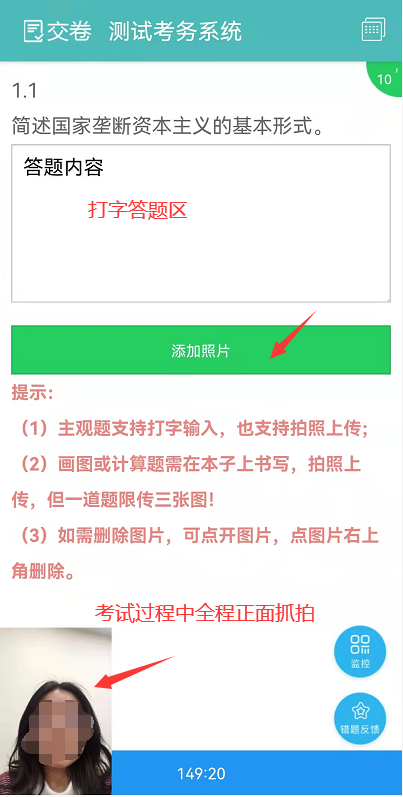 交卷 测试考务系统
10
1.1
简述国家垄断资本主义的基本形式。
答题内容
打字答题区
添加照片
提示：
（1）主观题支持打字输入，也支持拍照上传；
（2）画图或计算题需在本子上书写，拍照上
传，但一道题限传三张图！
（3）如需删除图片，可点开图片，点图片右上
角删除。
考试过程中全程正面抓拍
监控
错题反馈
149:20